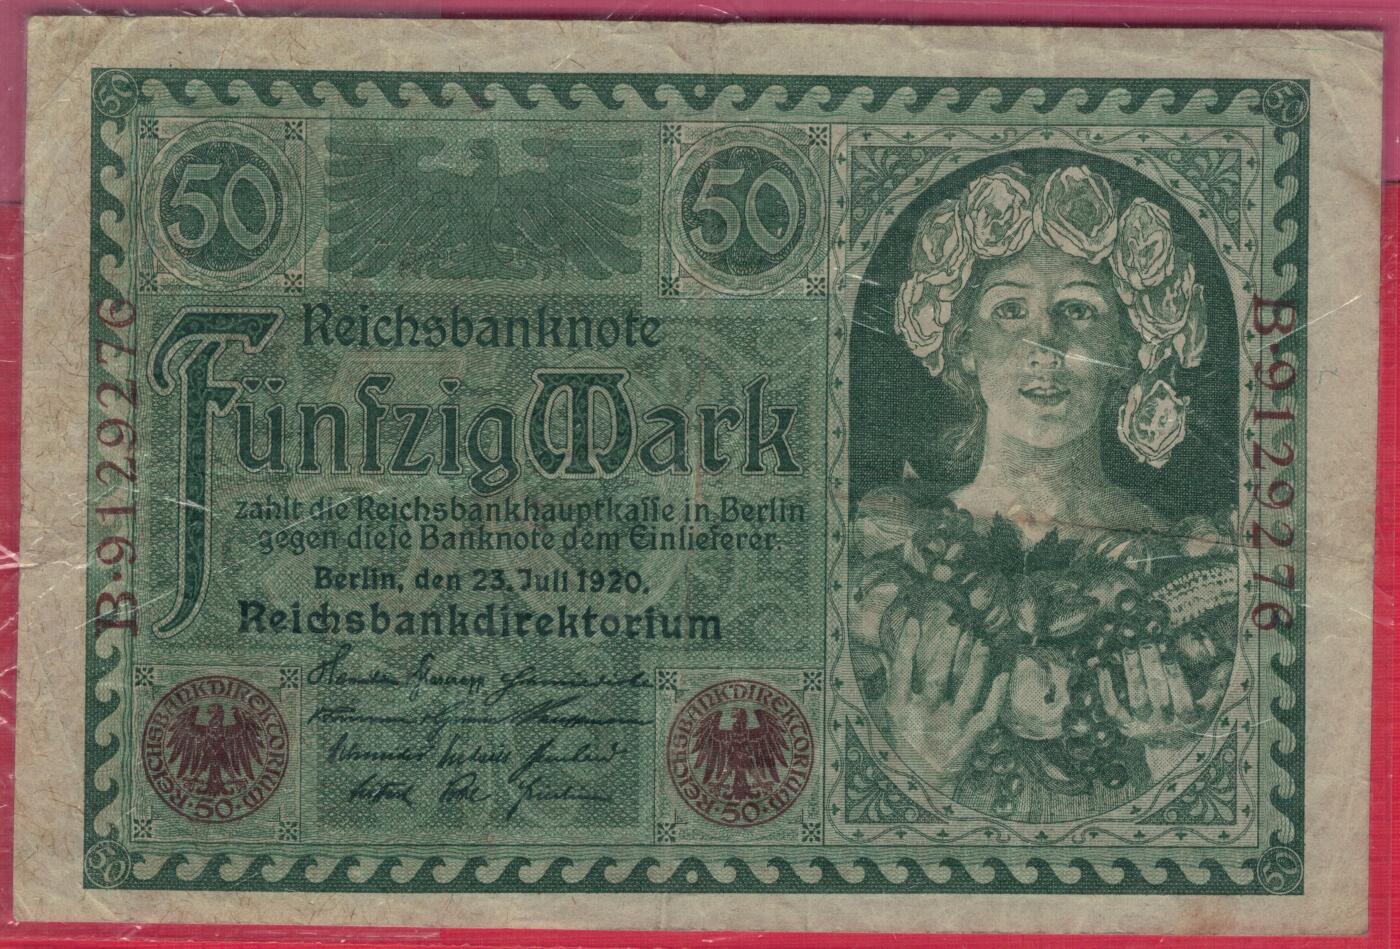 50
50
50
50
Reichsbanknote
Fünfzig Mark
zahlt die Reichsbankhauptkasse in Berlin
gegen diese Banknote dem Einlieferer.
Berlin, den 23. Juli 1920.
Reichsbankdirektorium
REICHSBANKDIREKTORIUM
·50·
REICHSBANKDIREKTORIUM
·50·
B·9129276
B·9129276
50
50